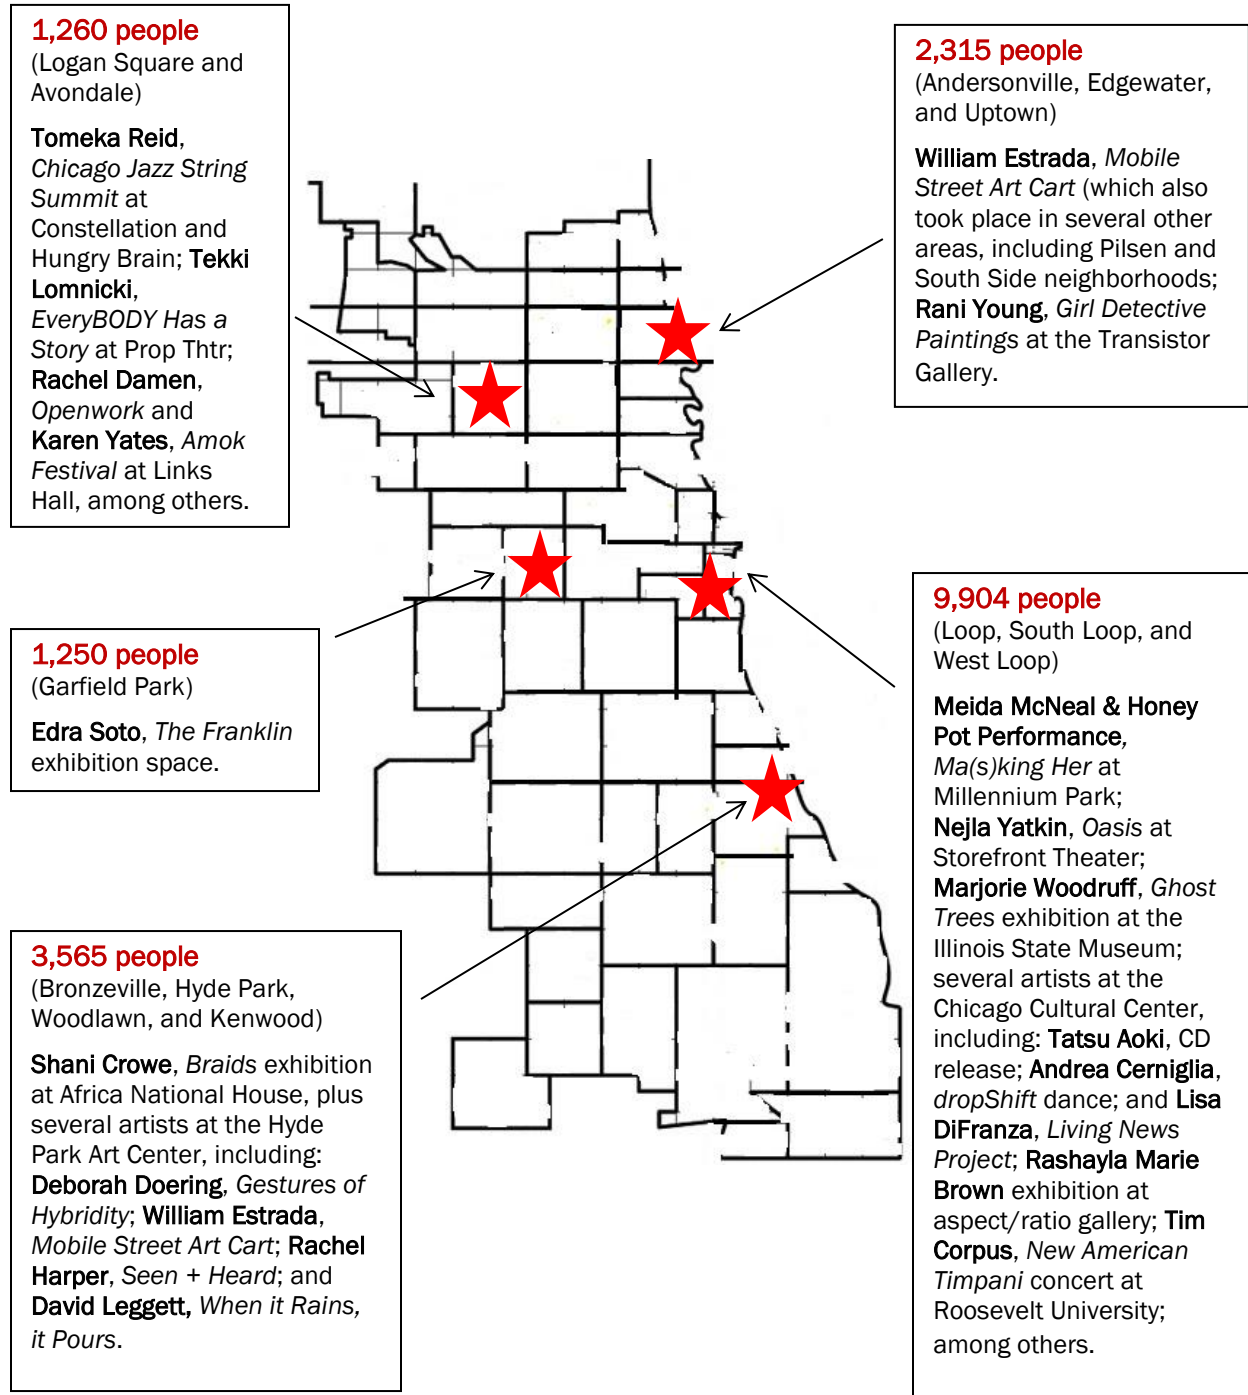 1,260 people
(Logan Square and
Avondale)
Tomeka Reid,
Chicago Jazz String
Summit at
Constellation and
Hungry Brain; Tekki
Lomnicki,
EveryBODY Has a
Story at Prop Thtr;
Rachel Damen,
Openwork and
Karen Yates, Amok
Festival at Links
Hall, among others.
2,315 people
(Andersonville, Edgewater,
and Uptown)
William Estrada, Mobile
Street Art Cart (which also
took place in several other
areas, including Pilsen and
South Side neighborhoods;
Rani Young, Girl Detective
Paintings at the Transistor
Gallery.
1,250 people
(Garfield Park)
Edra Soto, The Franklin
exhibition space.
9,904 people
(Loop, South Loop, and
West Loop)
Meida McNeal & Honey
Pot Performance,
Ma(s)king Her at
Millennium Park;
Nejla Yatkin, Oasis at
Storefront Theater;
Marjorie Woodruff, Ghost
Trees exhibition at the
Illinois State Museum;
several artists at the
Chicago Cultural Center,
including: Tatsu Aoki, CD
release; Andrea Cerniglia,
dropShift dance; and Lisa
DiFranza, Living News
Project; Rashayla Marie
Brown exhibition at
aspect/ratio gallery; Tim
Corpus, New American
Timpani concert at
Roosevelt University;
among others.
3,565 people
(Bronzeville, Hyde Park,
Woodlawn, and Kenwood)
Shani Crowe, Braids exhibition
at Africa National House, plus
several artists at the Hyde
Park Art Center, including:
Deborah Doering, Gestures of
Hybridity; William Estrada,
Mobile Street Art Cart; Rachel
Harper, Seen + Heard; and
David Leggett, When it Rains,
it Pours.